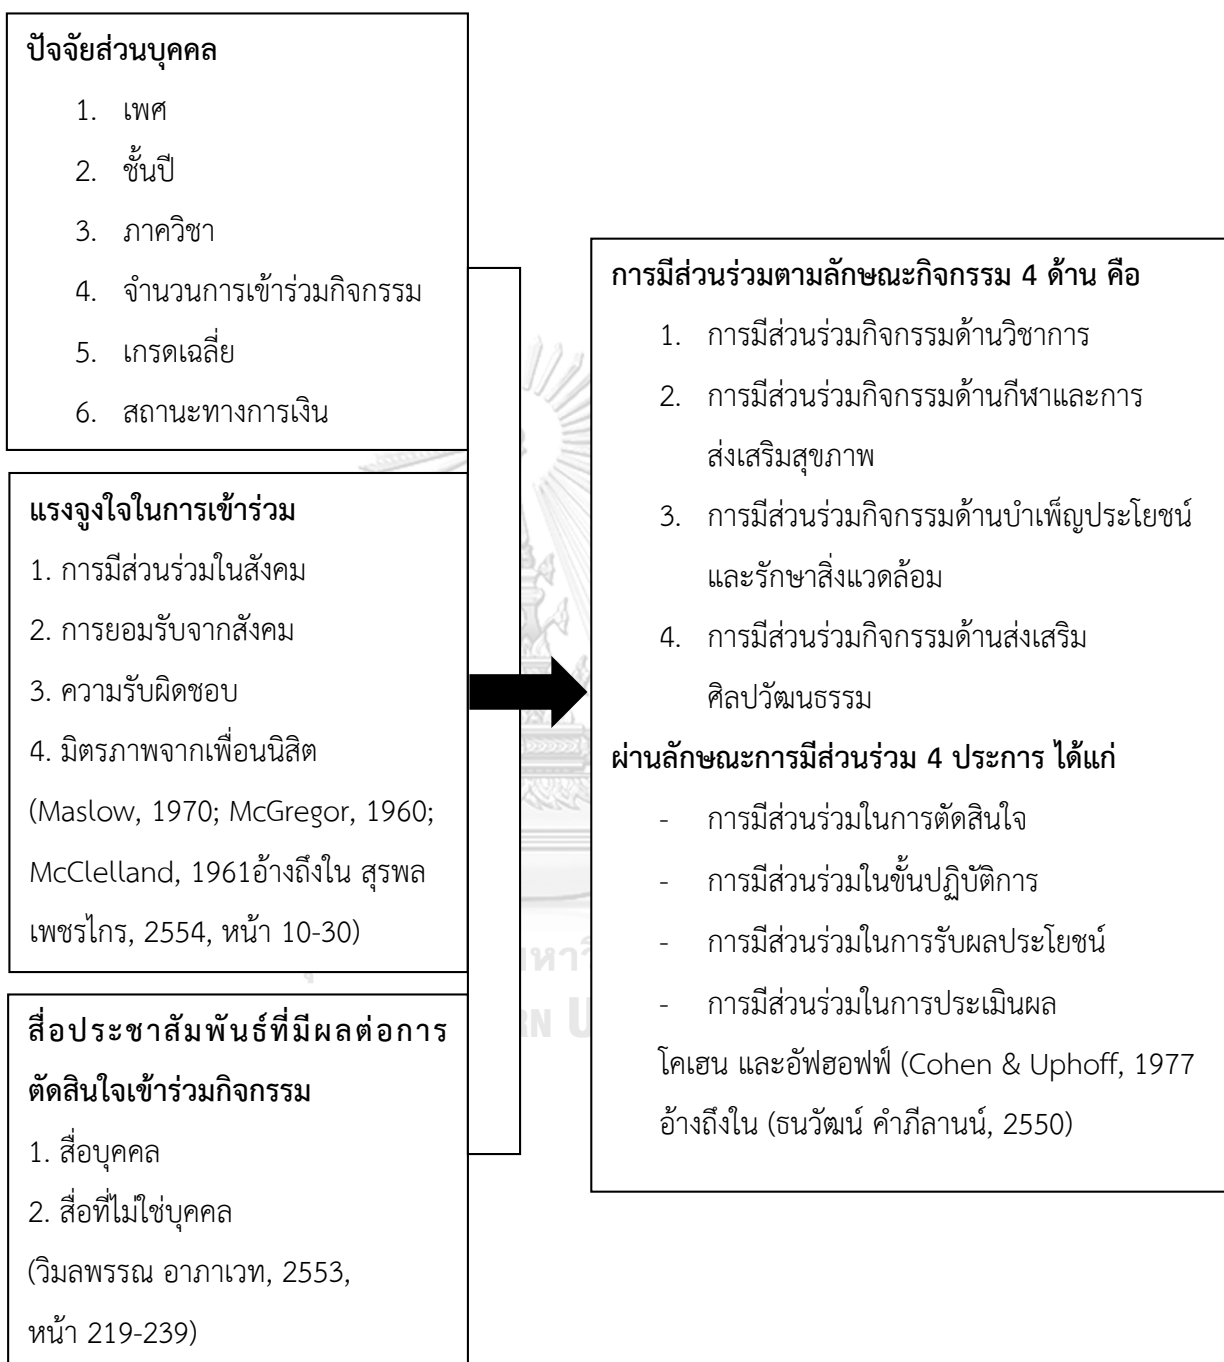 ปัจจัยส่วนบุคคล
1. เพศ
2. ชั้นปี
3. ภาควิชา
4. จำนวนการเข้าร่วมกิจกรรม
5. เกรดเฉลี่ย
6. สถานะทางการเงิน
แรงจูงใจในการเข้าร่วม
1. การมีส่วนร่วมในสังคม
2. การยอมรับจากสังคม
3. ความรับผิดชอบ
4. มิตรภาพจากเพื่อนนิสิต
(Maslow, 1970; McGregor, 1960;
McClelland, 1961อ้างถึงใน สุรพล
เพชรไกร, 2554, หน้า 10-30)
สื่อประชาสัมพันธ์ที่มีผลต่อการ
ตัดสินใจเข้าร่วมกิจกรรม
1. สื่อบุคคล
2. สื่อที่ไม่ใช่บุคคล
(วิมลพรรณ อาภาเวท, 2553,
หน้า 219-239)
การมีส่วนร่วมตามลักษณะกิจกรรม 4 ด้าน คือ
1. การมีส่วนร่วมกิจกรรมด้านวิชาการ
2. การมีส่วนร่วมกิจกรรมด้านกีฬาและการ
ส่งเสริมสุขภาพ
3. การมีส่วนร่วมกิจกรรมด้านบำเพ็ญประโยชน์
และรักษาสิ่งแวดล้อม
4. การมีส่วนร่วมกิจกรรมด้านส่งเสริม
ศิลปวัฒนธรรม
ผ่านลักษณะการมีส่วนร่วม 4 ประการ ได้แก่
- การมีส่วนร่วมในการตัดสินใจ
- การมีส่วนร่วมในขั้นปฏิบัติการ
- การมีส่วนร่วมในการรับผลประโยชน์
- การมีส่วนร่วมในการประเมินผล
โคเฮน และอัฟฮอฟฟ์ (Cohen & Uphoff, 1977
อ้างถึงใน (ธนวัฒน์ คำภีลานน์, 2550)